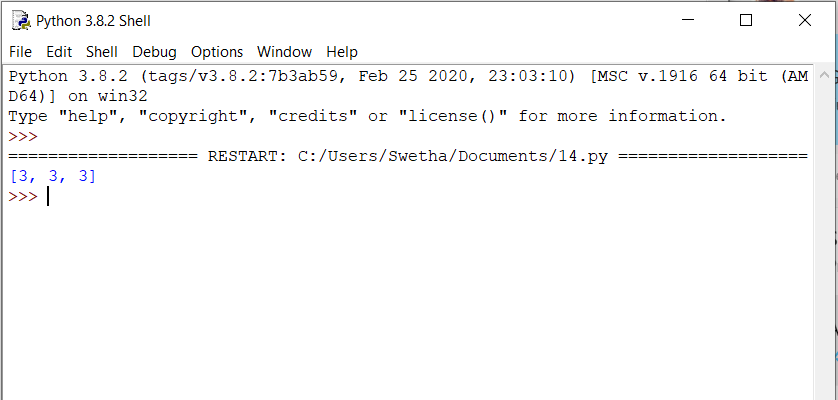 Python 3.8.2 Shell
File Edit Shell Debug Options Window Help
Python 3.8.2 (tags/v3.8.2:7b3ab59, Feb 25 2020, 23:03:10) [MSC v.1916 64 bit (AM
D64)] on win32
Type "help", "copyright", "credits" or "license()" for more information.
>>>
=================== RESTART: C:/Users/Swetha/Documents/14.py ===================
[3, 3, 3]
>>>